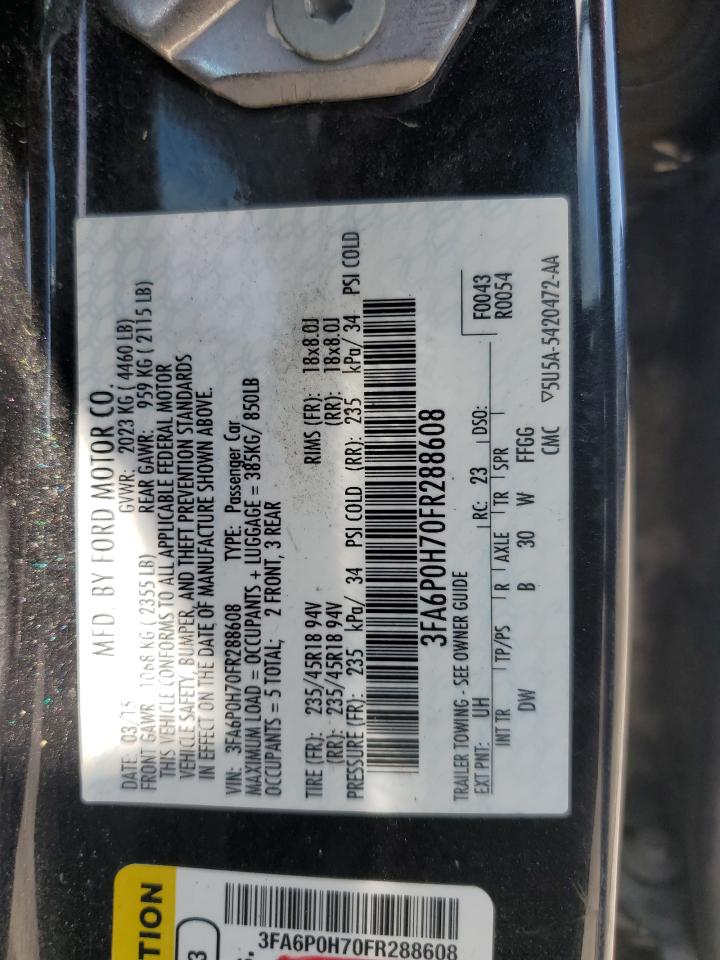 MFD. BY FORD MOTOR CO.
DATE: 03/15 GVWR: 2023 KG ( 4460 LB)
FRONT GAWR: 1068 KG ( 2355 LB) REAR GAWR: 959 KG ( 2115 LB)
THIS VEHICLE CONFORMS TO ALL APPLICABLE FEDERAL MOTOR
VEHICLE SAFETY, BUMPER, AND THEFT PREVENTION STANDARDS
IN EFFECT ON THE DATE OF MANUFACTURE SHOWN ABOVE.
VIN: 3FA6P0H70FR288608 TYPE: Passenger Car
MAXIMUM LOAD = OCCUPANTS + LUGGAGE = 385KG/ 850LB
OCCUPANTS = 5 TOTAL, 2 FRONT, 3 REAR
TIRE (FR): 235/45R18 94V RIMS (FR): 18x8.0J
(RR): 235/45R18 94V (RR): 18x8.0J
PRESSURE (FR): 235 kPa/ 34 PSI COLD (RR): 235 kPa/ 34 PSI COLD
3FA6P0H70FR288608
TRAILER TOWING - SEE OWNER GUIDE
EXT PNT: UH RC: 23 DSO: F0043
INT TR TP/PS R AXLE TR SPR R0054
DW B 30 W FFGG
CMC ▽5U5A-5420472-AA
TION
3
3FA6P0H70FR288608